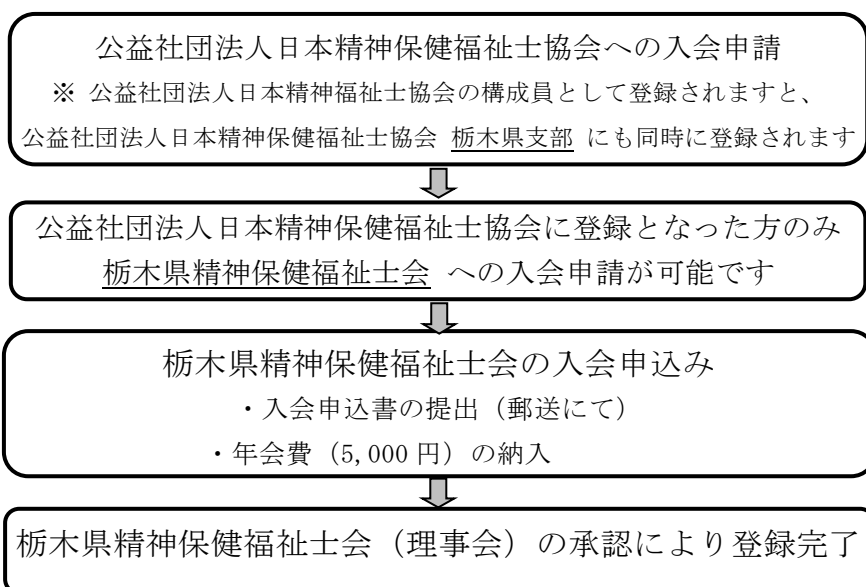 公益社団法人日本精神保健福祉士協会への入会申請
※ 公益社団法人日本精神福祉士協会の構成員として登録されますと、
公益社団法人日本精神保健福祉士協会 栃木県支部 にも同時に登録されます
公益社団法人日本精神保健福祉士協会に登録となった方のみ
栃木県精神保健福祉士会 への入会申請が可能です
栃木県精神保健福祉士会の入会申込み
・入会申込書の提出（郵送にて）
・年会費（5,000 円）の納入
栃木県精神保健福祉士会（理事会）の承認により登録完了